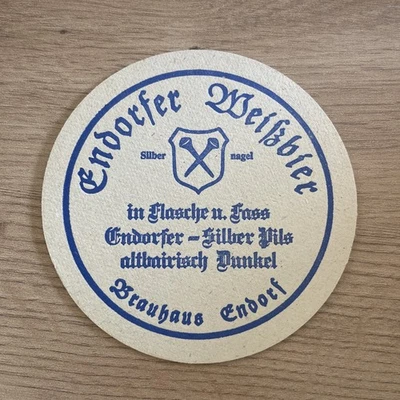 Endorfer Weißbier
Silber nagel
in Flasche u. Fass
Endorfer - Silber Pils
altbairisch Dunkel
Brauhaus Endorf